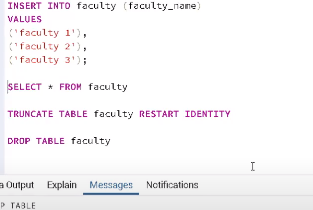 INSERT INTO faculty (faculty_name)
VALUES
('faculty 1'),
('faculty 2'),
('faculty 3');
SELECT * FROM faculty
TRUNCATE TABLE faculty RESTART IDENTITY
DROP TABLE faculty
a Output Explain Messages Notifications
P TABLE